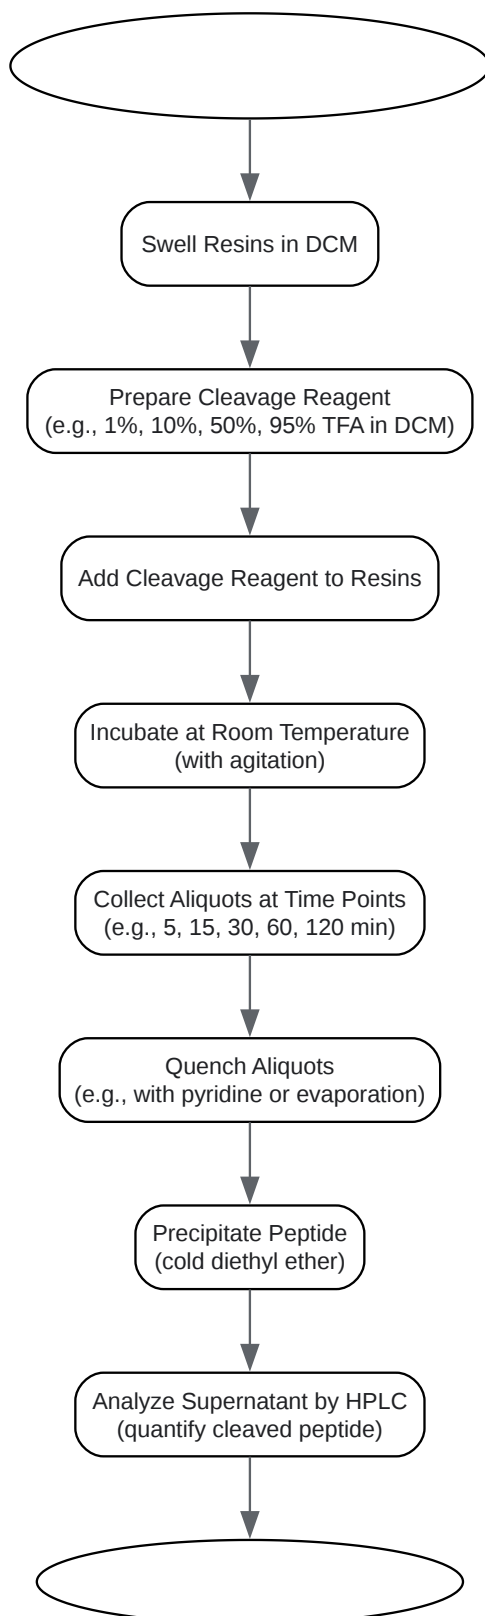 Swell Resins in DCM
Prepare Cleavage Reagent
(e.g., 1%, 10%, 50%, 95% TFA in DCM)
Add Cleavage Reagent to Resins
Incubate at Room Temperature
(with agitation)
Collect Aliquots at Time Points
(e.g., 5, 15, 30, 60, 120 min)
Quench Aliquots
(e.g., with pyridine or evaporation)
Precipitate Peptide
(cold diethyl ether)
Analyze Supernatant by HPLC
(quantify cleaved peptide)